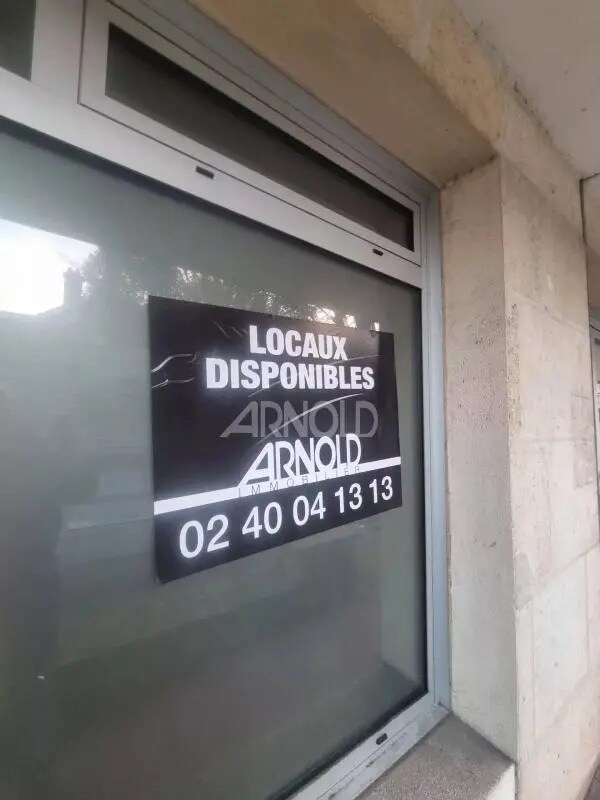 LOCAUX
DISPONIBLES
ARNOLD
ARNOLD
IMMOBILIER
02 40 04 13 13